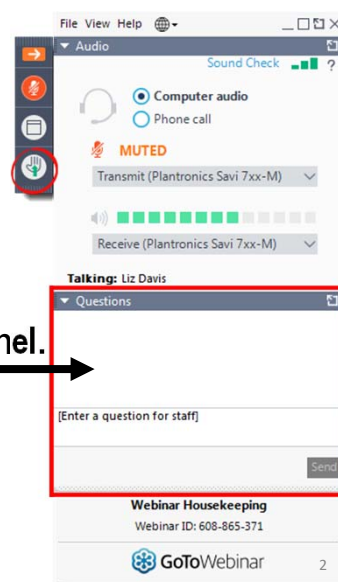 File View Help
Audio
Sound Check ?
Computer audio
Phone call
MUTED
Transmit (Plantronics Savi 7xx-M)
Receive (Plantronics Savi 7xx-M)
Talking: Liz Davis
Questions
nel.
[Enter a question for staff]
Send
Webinar Housekeeping
Webinar ID: 608-865-371
GoToWebinar
2